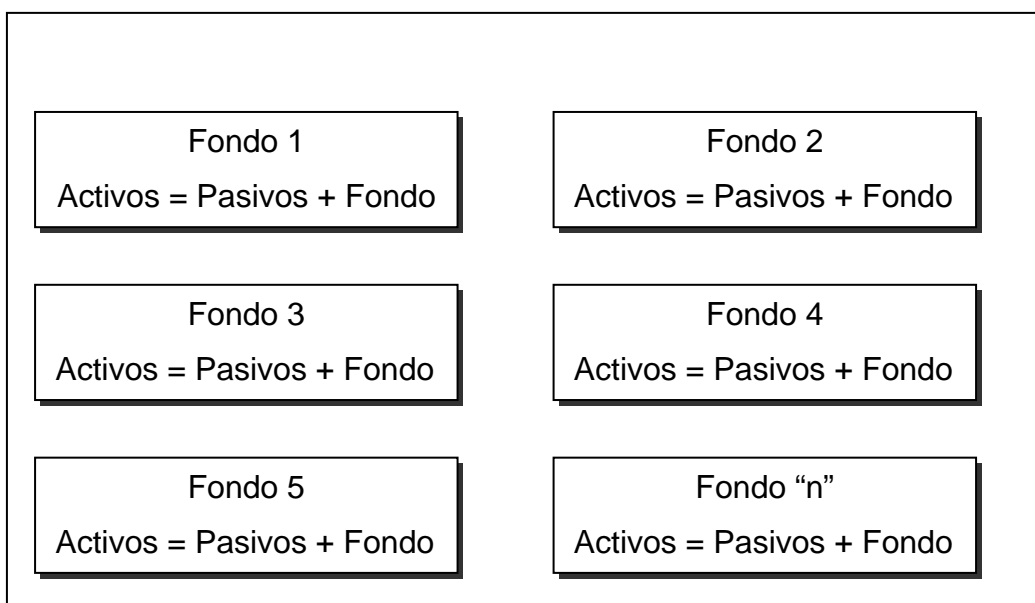 Fondo 1
Activos = Pasivos + Fondo
Fondo 2
Activos = Pasivos + Fondo
Fondo 3
Activos = Pasivos + Fondo
Fondo 4
Activos = Pasivos + Fondo
Fondo 5
Activos = Pasivos + Fondo
Fondo “n”
Activos = Pasivos + Fondo